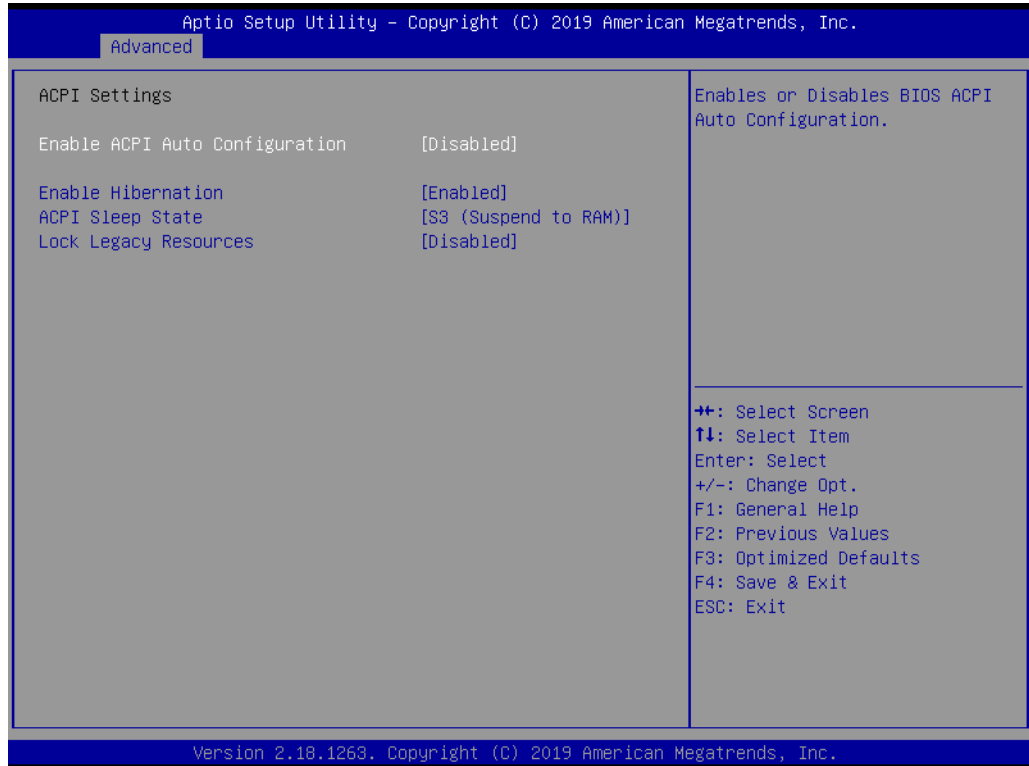 Aptio Setup Utility – Copyright (C) 2019 American Megatrends, Inc.
Advanced
ACPI Settings
Enable ACPI Auto Configuration [Disabled]
Enable Hibernation [Enabled]
ACPI Sleep State [S3 (Suspend to RAM)]
Lock Legacy Resources [Disabled]
Enables or Disables BIOS ACPI
Auto Configuration.
→←: Select Screen
↑↓: Select Item
Enter: Select
+/-: Change Opt.
F1: General Help
F2: Previous Values
F3: Optimized Defaults
F4: Save & Exit
ESC: Exit
Version 2.18.1263. Copyright (C) 2019 American Megatrends, Inc.